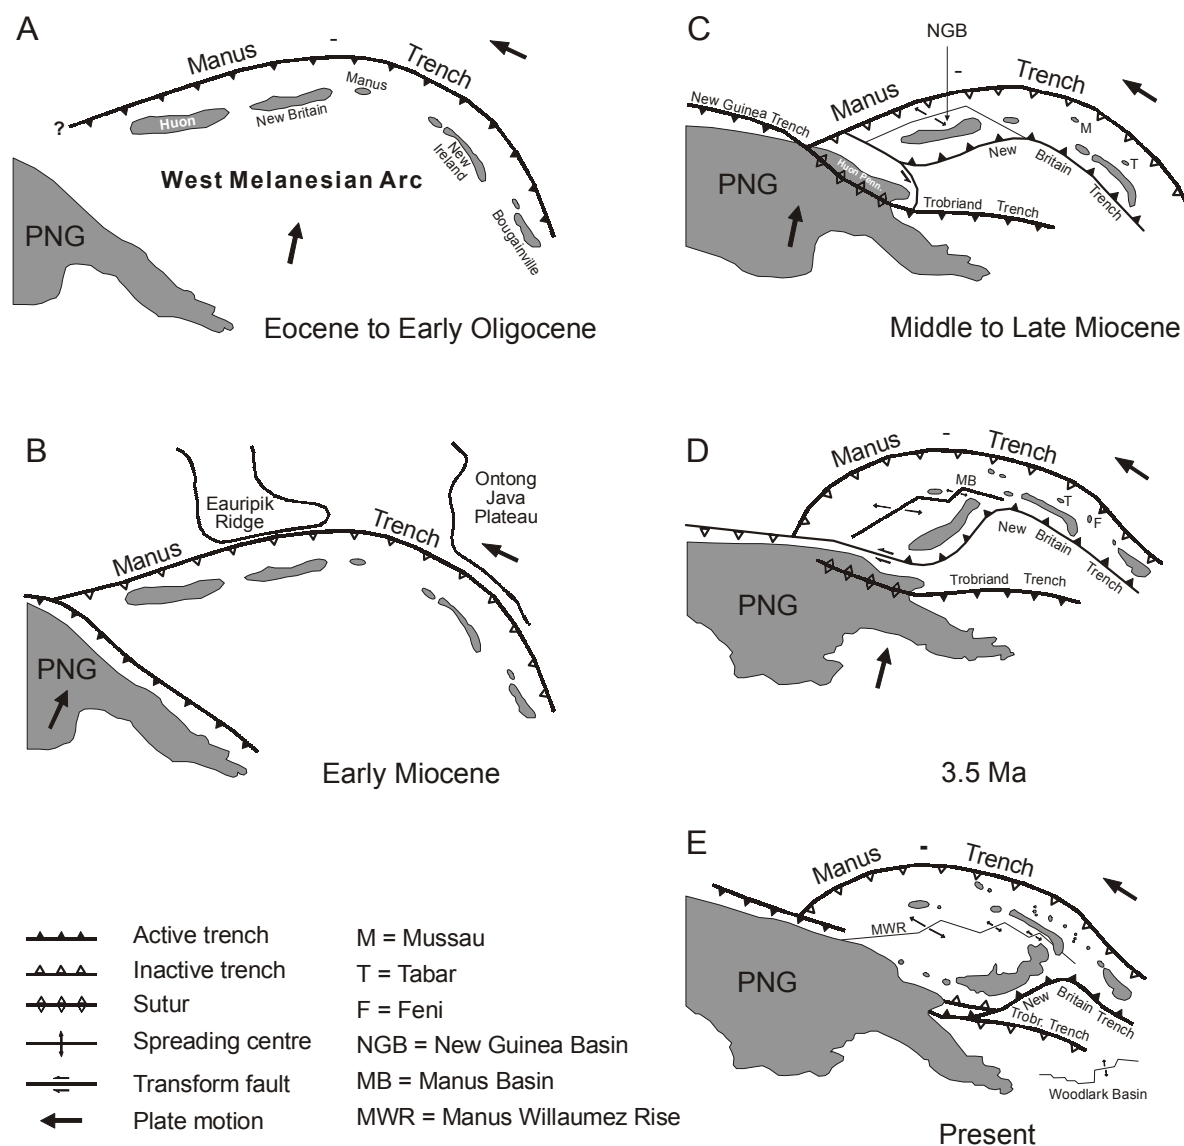 A
Manus - Trench
Manus
Huon
New Britain
New
Ireland
?
West Melanesian Arc
Bougainville
PNG
Eocene to Early Oligocene
B
Eauripik
Ridge
Ontong
Java
Plateau
Manus
Trench
PNG
Early Miocene
C
NGB
Manus - Trench
New Guinea Trench
M
New Britain Trench
T
Huon Penn.
PNG
Trobriand Trench
Middle to Late Miocene
D
Manus - Trench
MB
T
F
New Britain Trench
Trobriand Trench
PNG
3.5 Ma
E
Manus - Trench
MWR
PNG
New Britain Trench
Trobr. Trench
Woodlark Basin
Present
Active trench
Inactive trench
Sutur
Spreading centre
Transform fault
Plate motion
M = Mussau
T = Tabar
F = Feni
NGB = New Guinea Basin
MB = Manus Basin
MWR = Manus Willaumez Rise